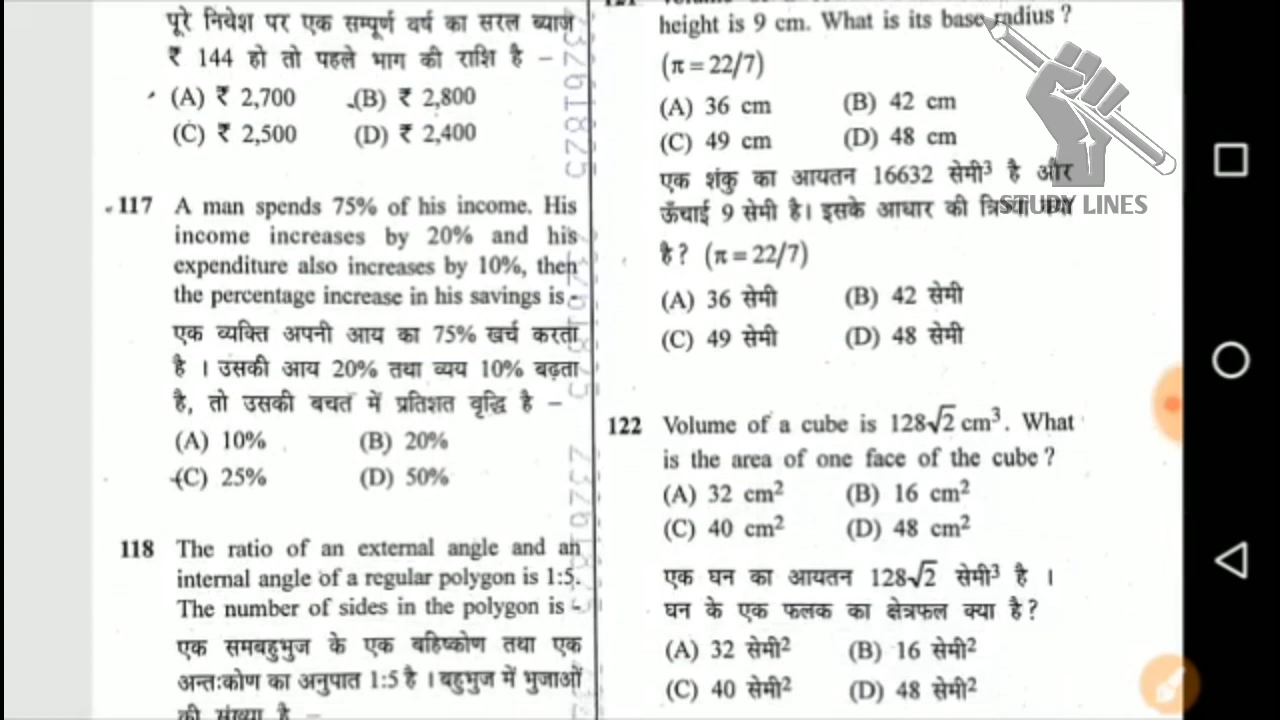 पूरे निवेश पर एक सम्पूर्ण वर्ष का सरल ब्याज
₹ 144 हो तो पहले भाग की राशि है –
(A) ₹ 2,700 (B) ₹ 2,800
(C) ₹ 2,500 (D) ₹ 2,400
117 A man spends 75% of his income. His
income increases by 20% and his
expenditure also increases by 10%, then
the percentage increase in his savings is -
एक व्यक्ति अपनी आय का 75% खर्च करता
है । उसकी आय 20% तथा व्यय 10% बढ़ता
है, तो उसकी बचत में प्रतिशत वृद्धि है –
(A) 10% (B) 20%
(C) 25% (D) 50%
118 The ratio of an external angle and an
internal angle of a regular polygon is 1:5.
The number of sides in the polygon is -
एक समबहुभुज के एक बहिष्कोण तथा एक
अन्तःकोण का अनुपात 1:5 है । बहुभुज में भुजाओं
की संख्या है –
height is 9 cm. What is its base radius ?
(π = 22/7)
(A) 36 cm (B) 42 cm
(C) 49 cm (D) 48 cm
एक शंकु का आयतन 16632 सेमी³ है और
ऊँचाई 9 सेमी है। इसके आधार की
है ? (π = 22/7)
(A) 36 सेमी (B) 42 सेमी
(C) 49 सेमी (D) 48 सेमी
122 Volume of a cube is 128√2 cm³. What
is the area of one face of the cube ?
(A) 32 cm² (B) 16 cm²
(C) 40 cm² (D) 48 cm²
एक घन का आयतन 128√2 सेमी³ है ।
घन के एक फलक का क्षेत्रफल क्या है ?
(A) 32 सेमी² (B) 16 सेमी²
(C) 40 सेमी² (D) 48 सेमी²
STUDY LINES